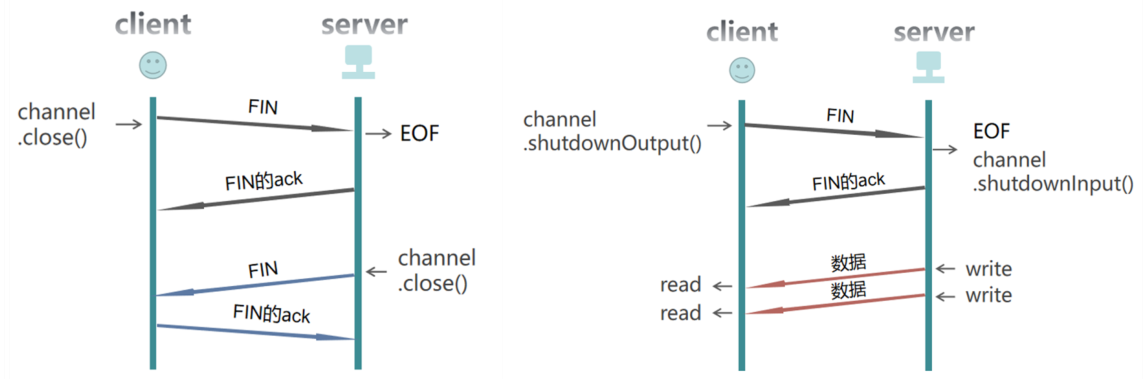 client
server
channel
.close()
FIN
EOF
FIN的ack
channel
.close()
FIN
FIN的ack
client
server
channel
.shutdownOutput()
FIN
EOF
channel
.shutdownInput()
FIN的ack
数据
write
read
数据
write
read